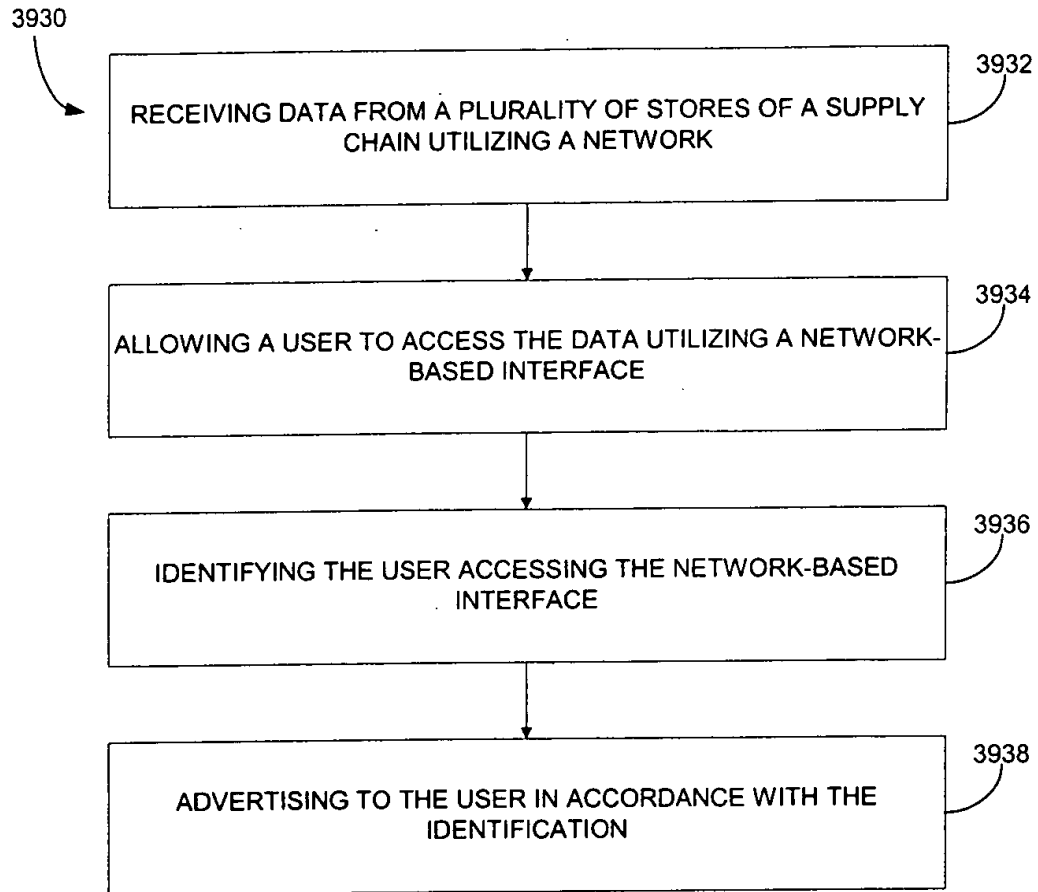 3930
3932
RECEIVING DATA FROM A PLURALITY OF STORES OF A SUPPLY
CHAIN UTILIZING A NETWORK
3934
ALLOWING A USER TO ACCESS THE DATA UTILIZING A NETWORK-
BASED INTERFACE
3936
IDENTIFYING THE USER ACCESSING THE NETWORK-BASED
INTERFACE
3938
ADVERTISING TO THE USER IN ACCORDANCE WITH THE
IDENTIFICATION